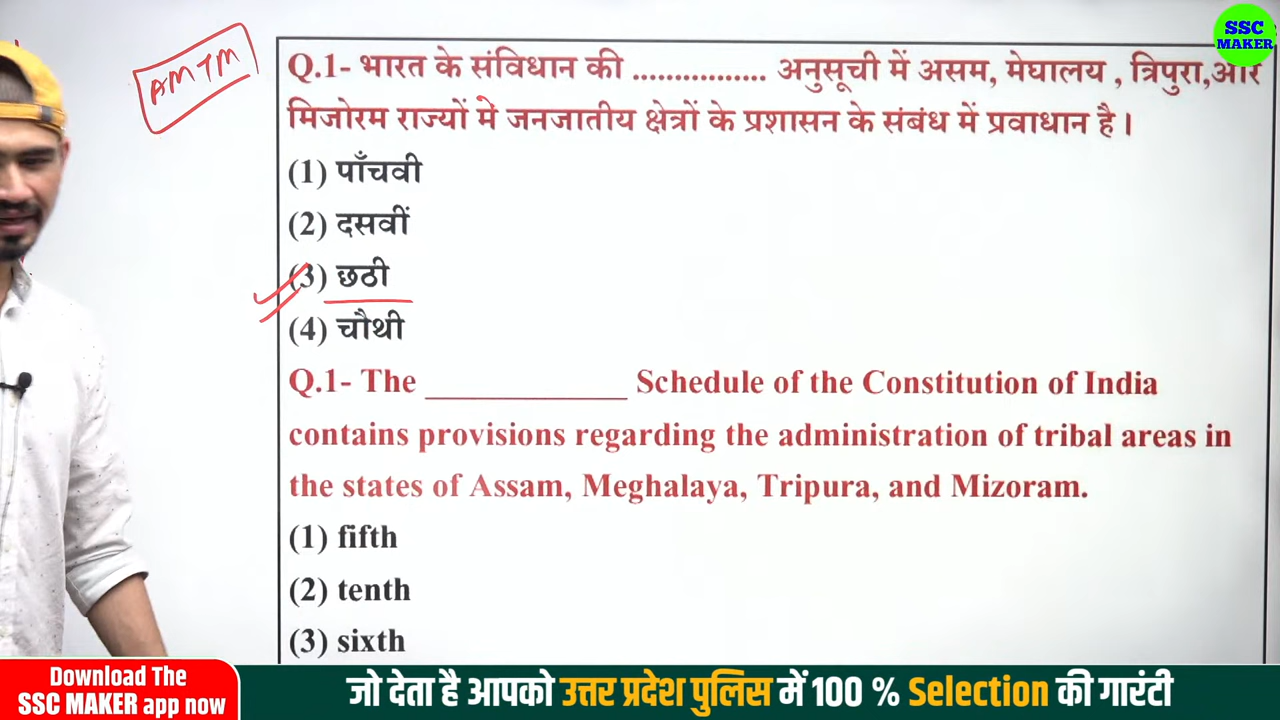 SSC
MAKER
AMTM
Q.1- भारत के संविधान की ................ अनुसूची में असम, मेघालय , त्रिपुरा,और
मिजोरम राज्यों मे जनजातीय क्षेत्रों के प्रशासन के संबंध में प्रवाधान है।
(1) पाँचवी
(2) दसवीं
(3) छठी
(4) चौथी
Q.1- The ____________ Schedule of the Constitution of India
contains provisions regarding the administration of tribal areas in
the states of Assam, Meghalaya, Tripura, and Mizoram.
(1) fifth
(2) tenth
(3) sixth
Download The
SSC MAKER app now
जो देता है आपको उत्तर प्रदेश पुलिस में 100 % Selection की गारंटी